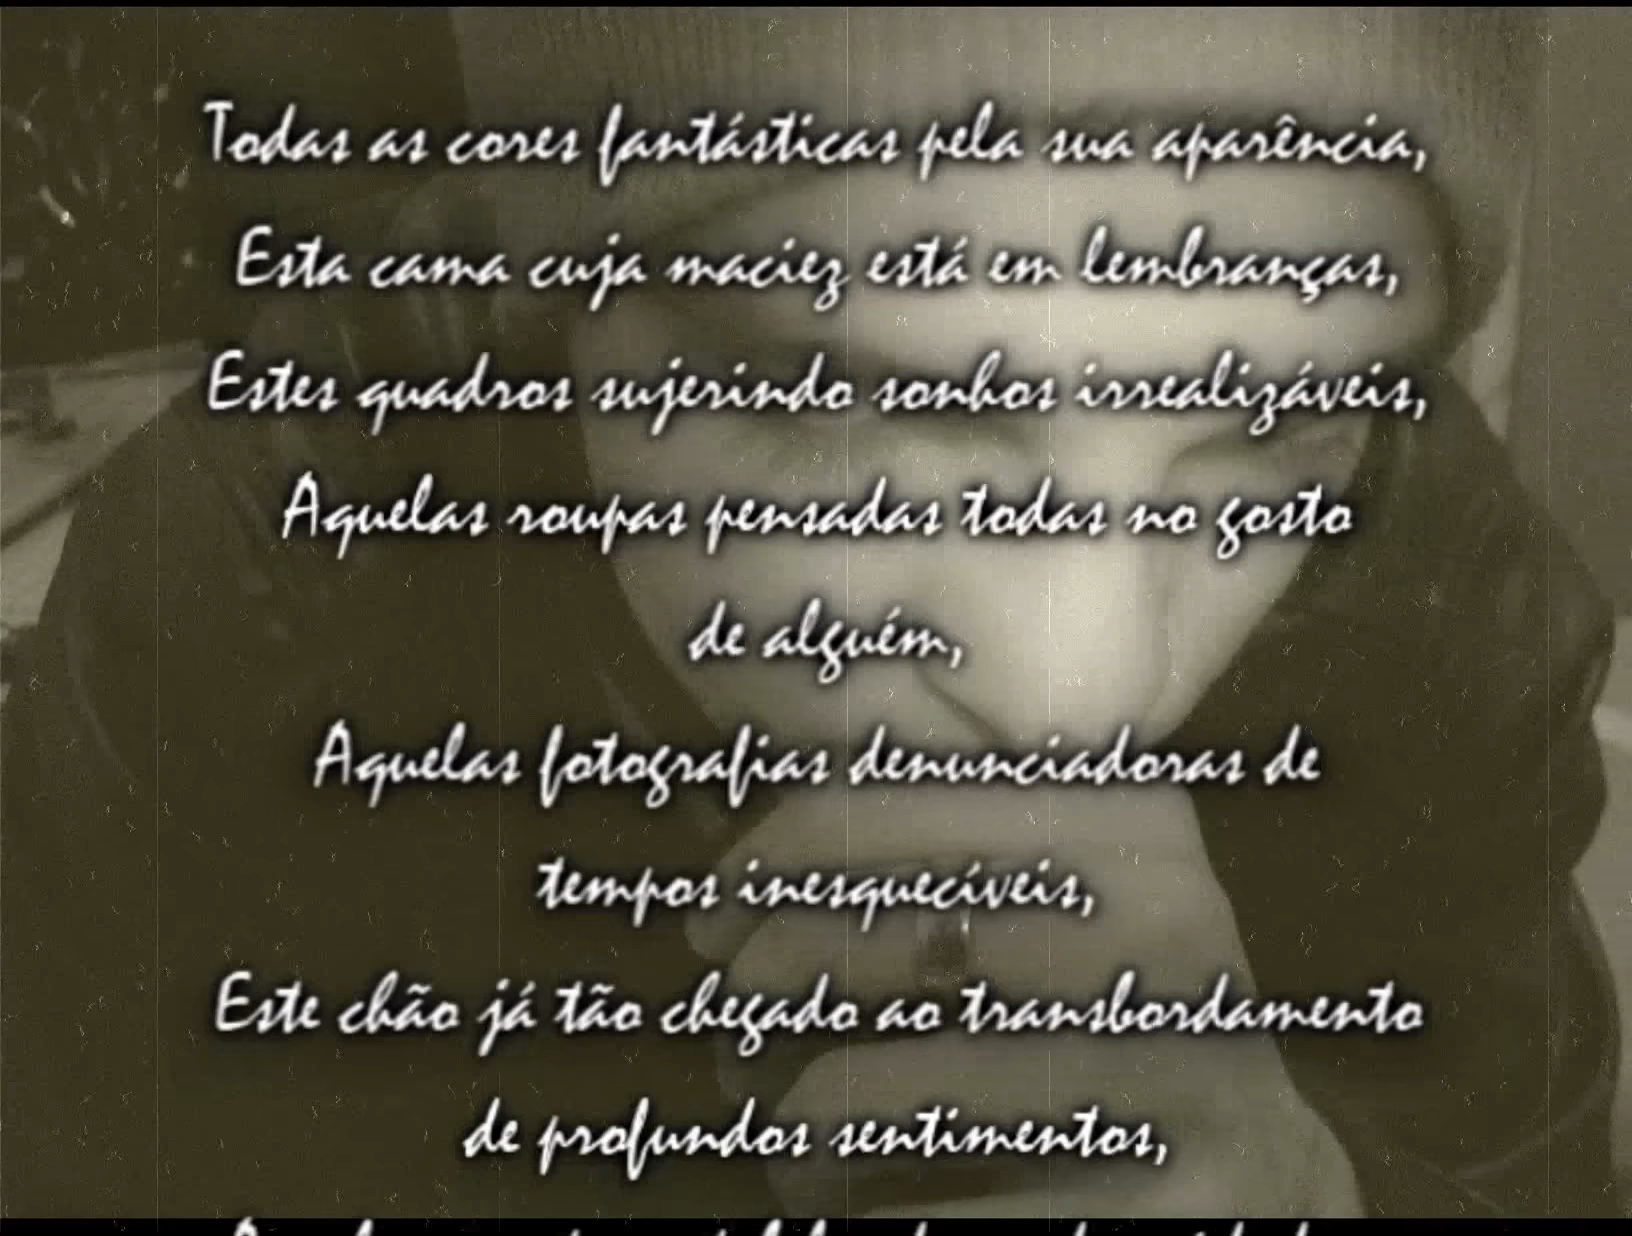 Todas as cores fantásticas pela sua aparência,
Esta cama cuja maciez está em lembranças,
Estes quadros sujerindo sonhos irrealizáveis,
Aquelas roupas pensadas todas no gosto
de alguém,
Aquelas fotografias denunciadoras de
tempos inesquecíveis,
Este chão já tão chegado ao transbordamento
de profundos sentimentos,